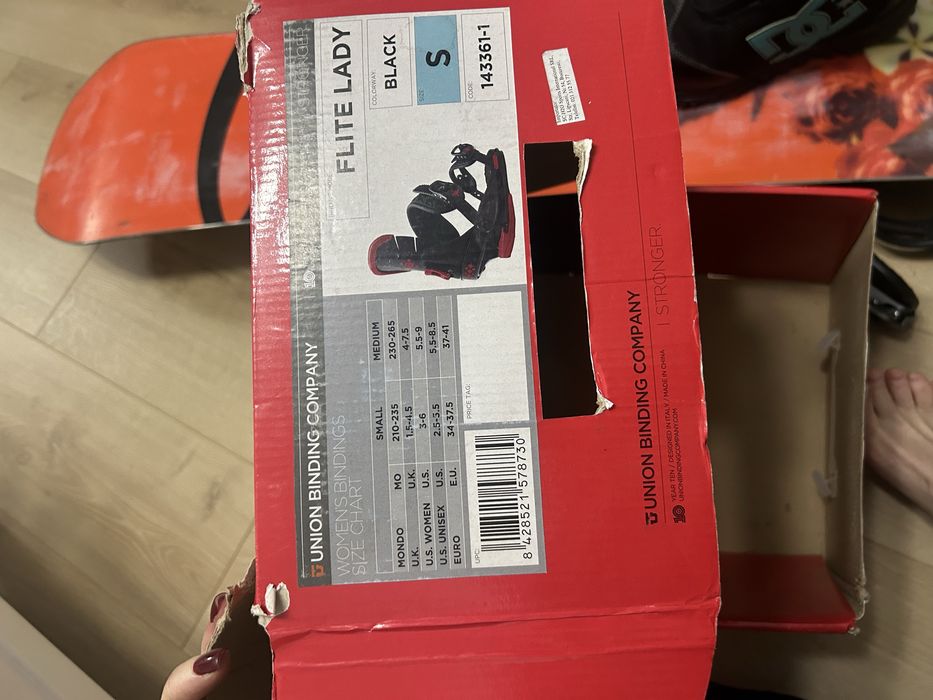 UNION BINDING COMPANY
WOMENS BINDINGS
SIZE CHART
SMALL MEDIUM
MONDO MO 210-235 230-265
U.K. U.K. 1.5-4.5 4-7.5
U.S. WOMEN U.S. 3-6 5.5-9
U.S. UNISEX U.S. 2.5-5.5 5.5-8.5
EURO E.U. 34-37.5 37-41
UPC:
8 428521 578730
PRICE TAG:
10
FLITE LADY
COLORWAY:
BLACK
SIZE:
S
CODE:
143361-1
UNION BINDING COMPANY | STRONGER.
10 YEAR TEN / DESIGNED IN ITALY / MADE IN CHINA
UNIONBINDINGCOMPANY.COM